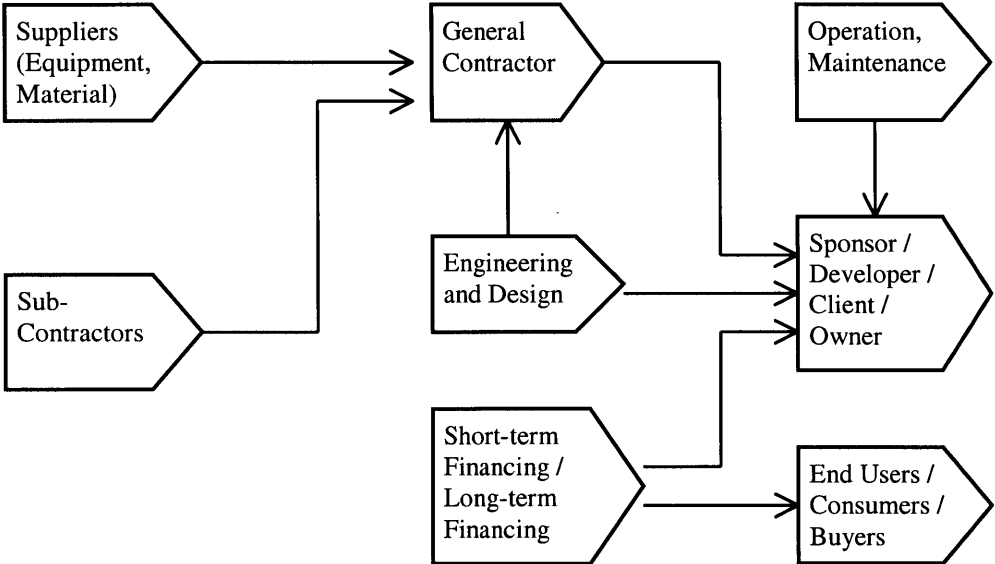 Suppliers
(Equipment,
Material)
General
Contractor
Operation,
Maintenance
Sub-
Contractors
Engineering
and Design
Sponsor /
Developer /
Client /
Owner
Short-term
Financing /
Long-term
Financing
End Users /
Consumers /
Buyers